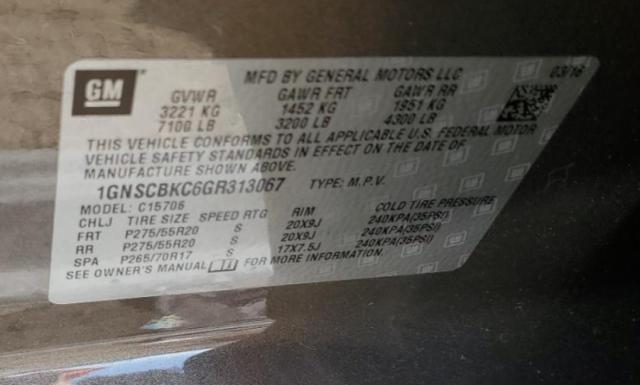 GM
MFD BY GENERAL MOTORS LLC 03/16
GVWR GAWR FRT GAWR RR
3221 KG 1452 KG 1951 KG
7100 LB 3200 LB 4300 LB
THIS VEHICLE CONFORMS TO ALL APPLICABLE U.S. FEDERAL MOTOR
VEHICLE SAFETY STANDARDS IN EFFECT ON THE DATE OF
MANUFACTURE SHOWN ABOVE.
1GNSCBKC6GR313067 TYPE: M.P.V.
MODEL: C15706
CHLJ TIRE SIZE SPEED RTG RIM COLD TIRE PRESSURE
FRT P275/55R20 S 20X9J 240KPA(35PSI)
RR P275/55R20 S 20X9J 240KPA(35PSI)
SPA P265/70R17 S 17X7.5J 240KPA(35PSI)
SEE OWNER'S MANUAL FOR MORE INFORMATION.